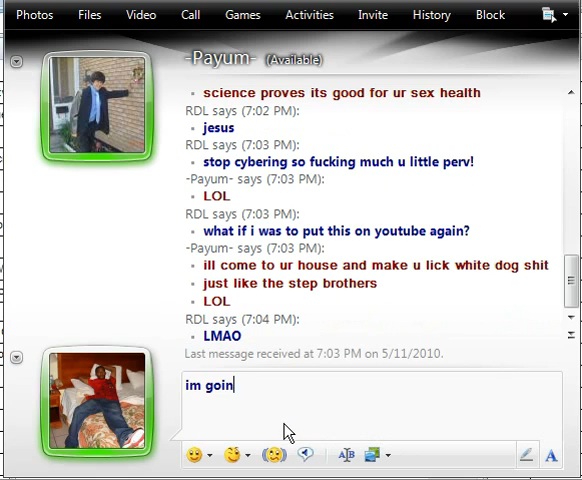 Photos Files Video Call Games Activities Invite History Block
-Payum- (Available)
science proves its good for ur sex health
RDL says (7:02 PM):
jesus
RDL says (7:03 PM):
stop cybering so fucking much u little perv!
-Payum- says (7:03 PM):
LOL
RDL says (7:03 PM):
what if i was to put this on youtube again?
-Payum- says (7:03 PM):
ill come to ur house and make u lick white dog shit
just like the step brothers
LOL
RDL says (7:04 PM):
LMAO
Last message received at 7:03 PM on 5/11/2010.
im goin